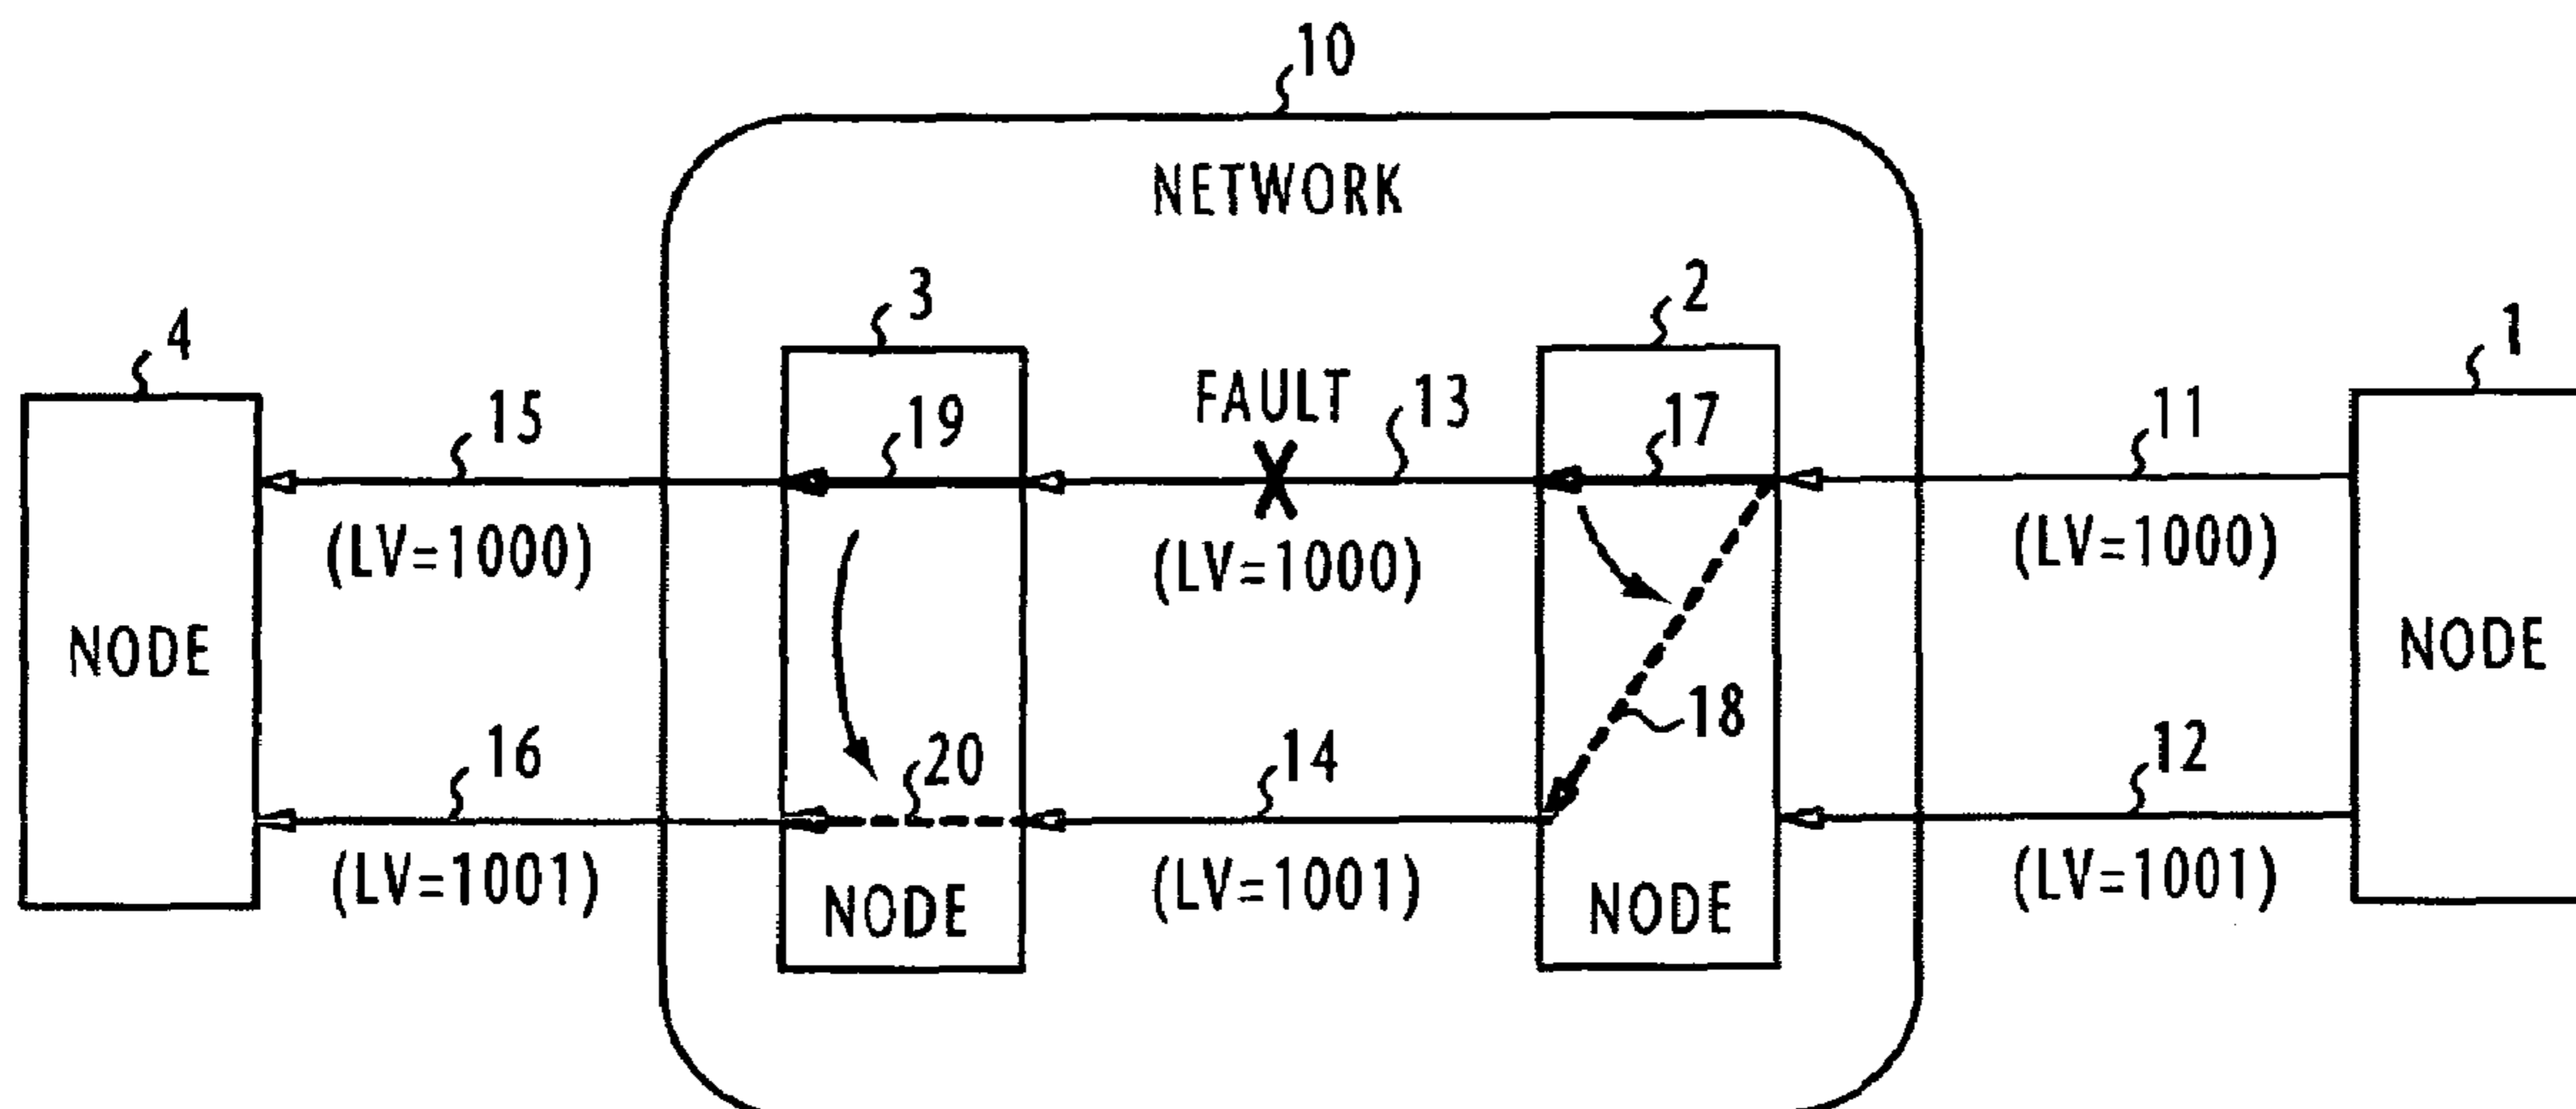 10
NETWORK
4
3
2
1
15
19
FAULT
13
17
11
(LV=1000)
(LV=1000)
(LV=1000)
NODE
NODE
18
16
20
14
12
(LV=1001)
(LV=1001)
(LV=1001)
NODE
NODE